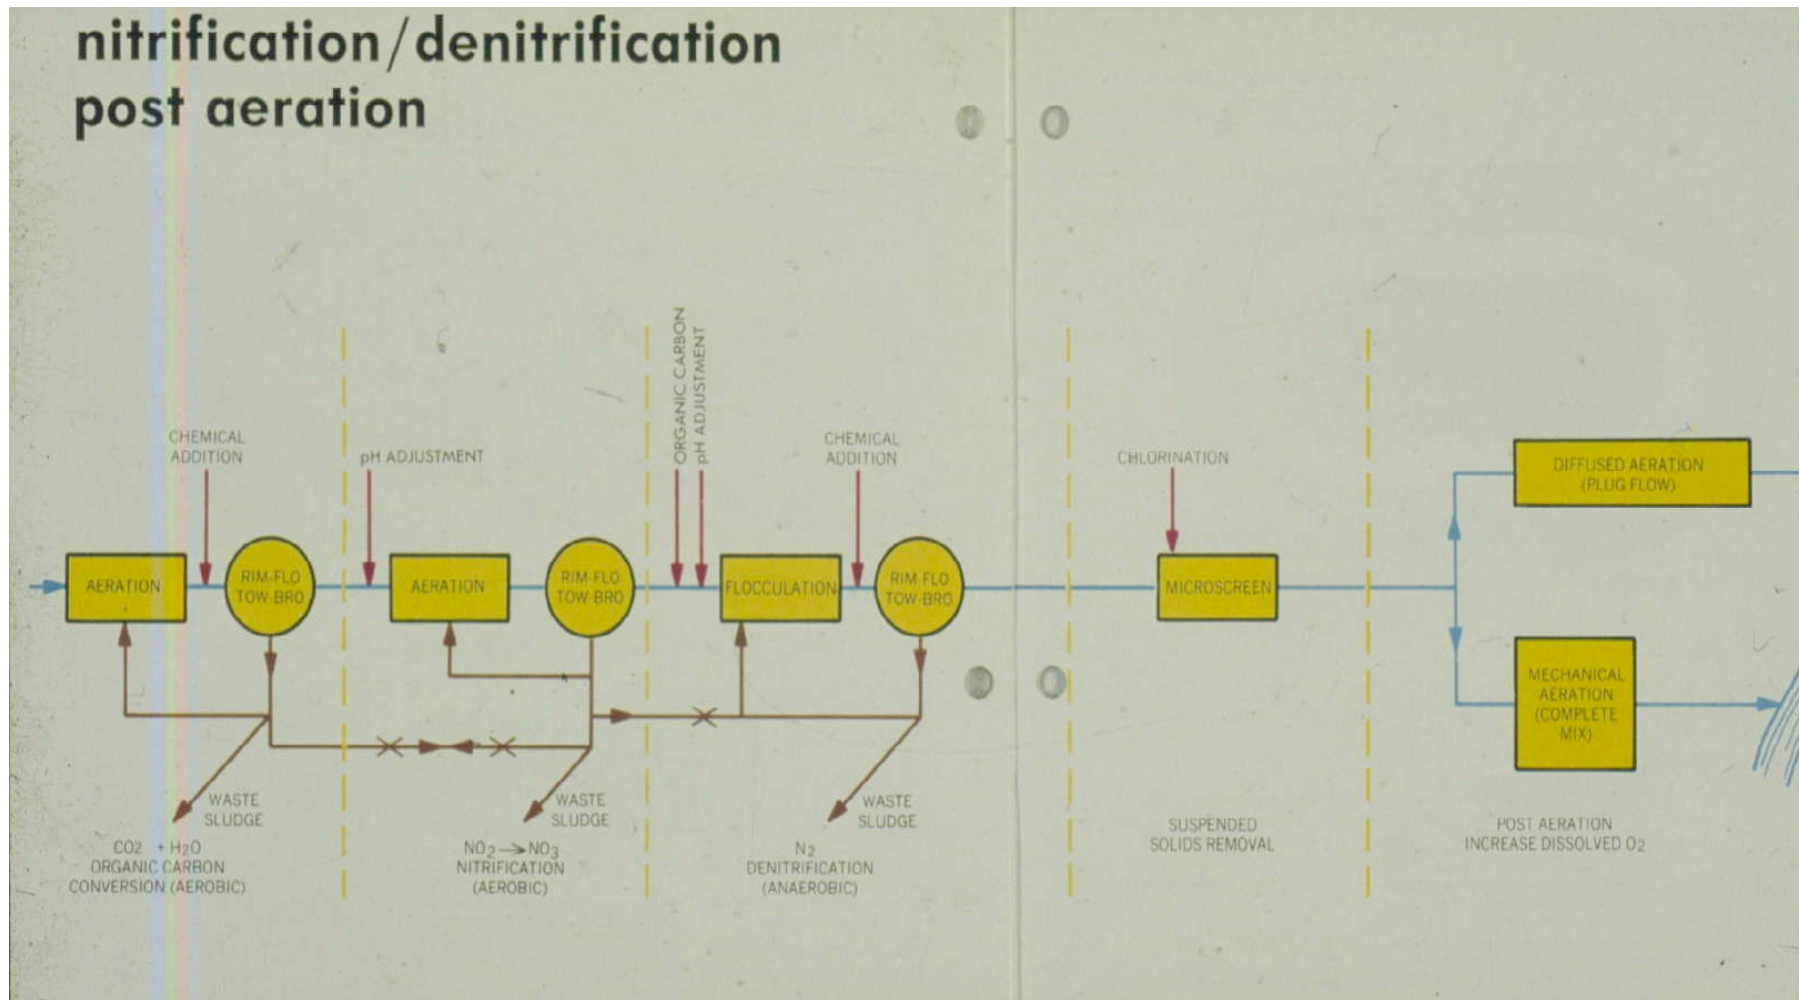 nitrification/denitrification
post aeration
ORGANIC CARBON
pH ADJUSTMENT
CHEMICAL
ADDITION
pH ADJUSTMENT
CHEMICAL
ADDITION
CHLORINATION
DIFFUSED AERATION
(PLUG FLOW)
AERATION
RIM-FLO
TOW-BRO
AERATION
RIM-FLO
TOW-BRO
FLOCCULATION
RIM-FLO
TOW-BRO
MICROSCREEN
MECHANICAL
AERATION
(COMPLETE
MIX)
WASTE
SLUDGE
WASTE
SLUDGE
WASTE
SLUDGE
CO2 + H2O
ORGANIC CARBON
CONVERSION (AEROBIC)
NO2 → NO3
NITRIFICATION
(AEROBIC)
N2
DENITRIFICATION
(ANAEROBIC)
SUSPENDED
SOLIDS REMOVAL
POST AERATION
INCREASE DISSOLVED O2